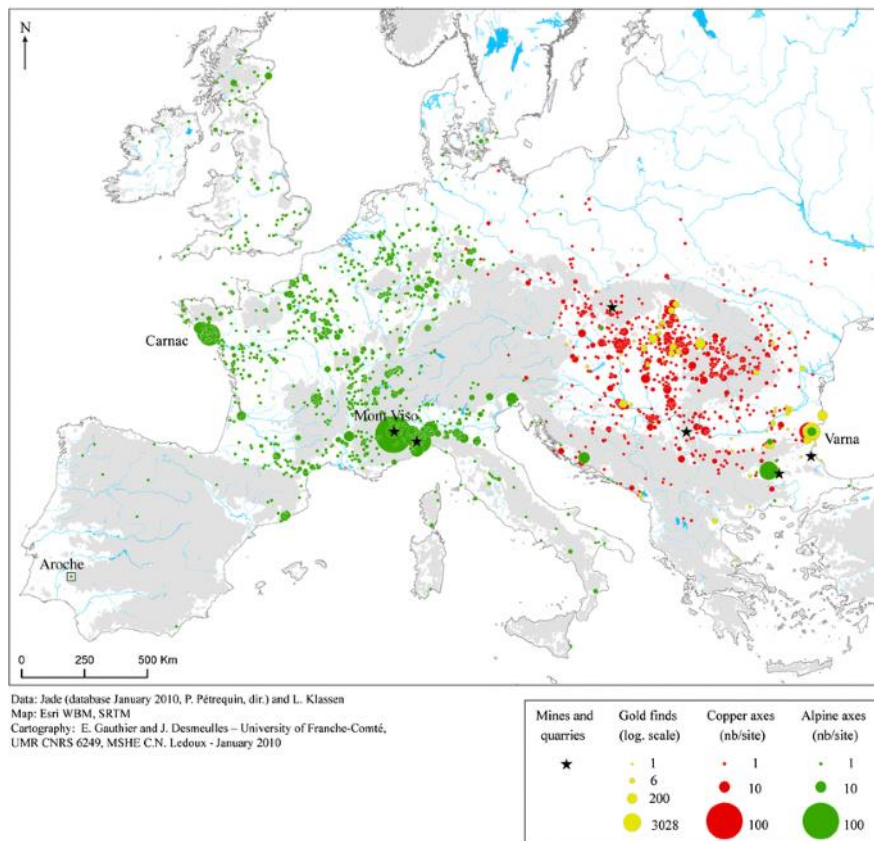 N
Carnac
Mont Viso
Varna
Aroche
0 250 500 Km
Data: Jade (database January 2010, P. Pétrequin, dir.) and L. Klassen
Map: Esri WBM, SRTM
Cartography: E. Gauthier and J. Desmeulles – University of Franche-Comté,
UMR CNRS 6249, MSHE C.N. Ledoux - January 2010
Mines and quarries
Gold finds (log. scale)
1
6
200
3028
Copper axes (nb/site)
1
10
100
Alpine axes (nb/site)
1
10
100